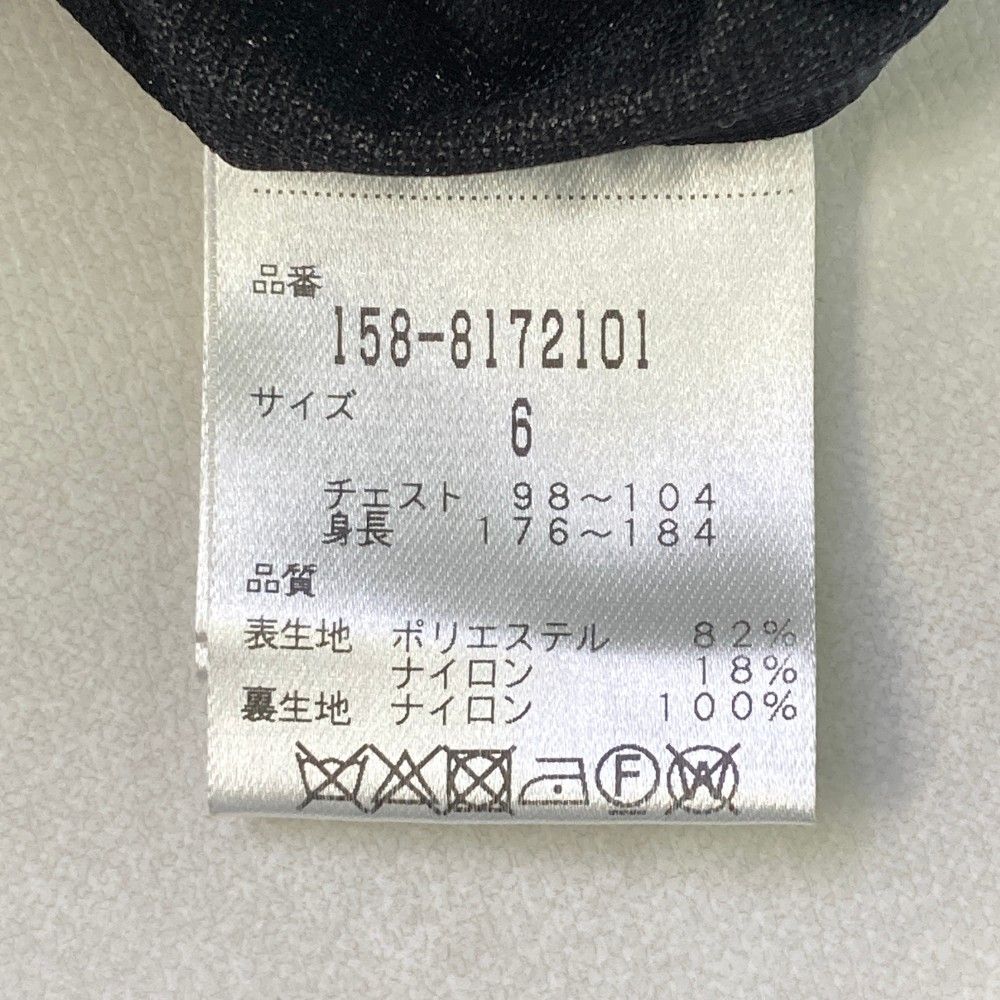 品番
158-8172101
サイズ
6
チェスト 98～104
身長 176～184
品質
表生地 ポリエステル 82%
ナイロン 18%
裏生地 ナイロン 100%
F W